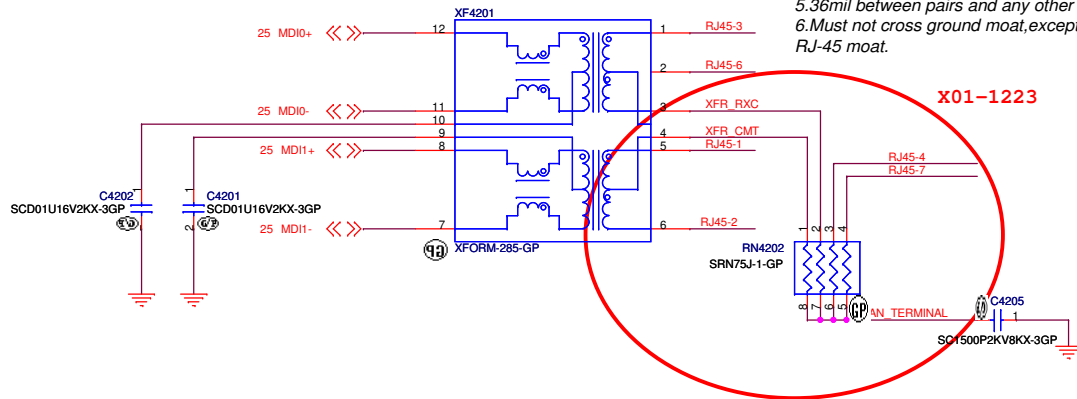 5.36mil between pairs and any other
6.Must not cross ground moat,except
RJ-45 moat.
XF4201
25 MDI0+
12
1
RJ45-3
2
RJ45-6
X01-1223
25 MDI0-
11
3
XFR_RXC
10
9
4
XFR_CMT
25 MDI1+
8
5
RJ45-1
RJ45-4
RJ45-7
C4202
1
SCD01U16V2KX-3GP
2
C4201
1
SCD01U16V2KX-3GP
2
25 MDI1-
7
6
RJ45-2
GP
XFORM-285-GP
1 2 3 4
RN4202
SRN75J-1-GP
8 7 6 5
GP
AN_TERMINAL
C4205
1
SC1500P2KV8KX-3GP